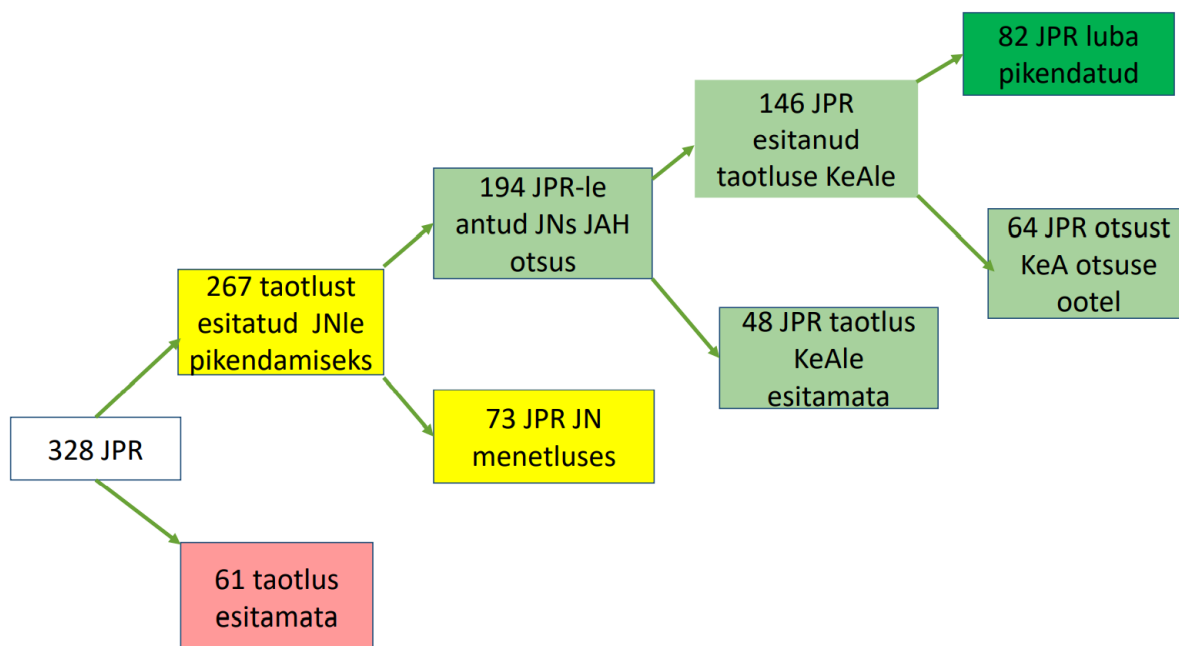 82 JPR luba
pikendatud
146 JPR
esitanud
taotluse KeAle
194 JPR-le
antud JNs JAH
otsus
64 JPR otsust
KeA otsuse
ootel
267 taotlust
esitatud JNle
pikendamiseks
48 JPR taotlus
KeAle
esitamata
73 JPR JN
menetluses
328 JPR
61 taotlus
esitamata